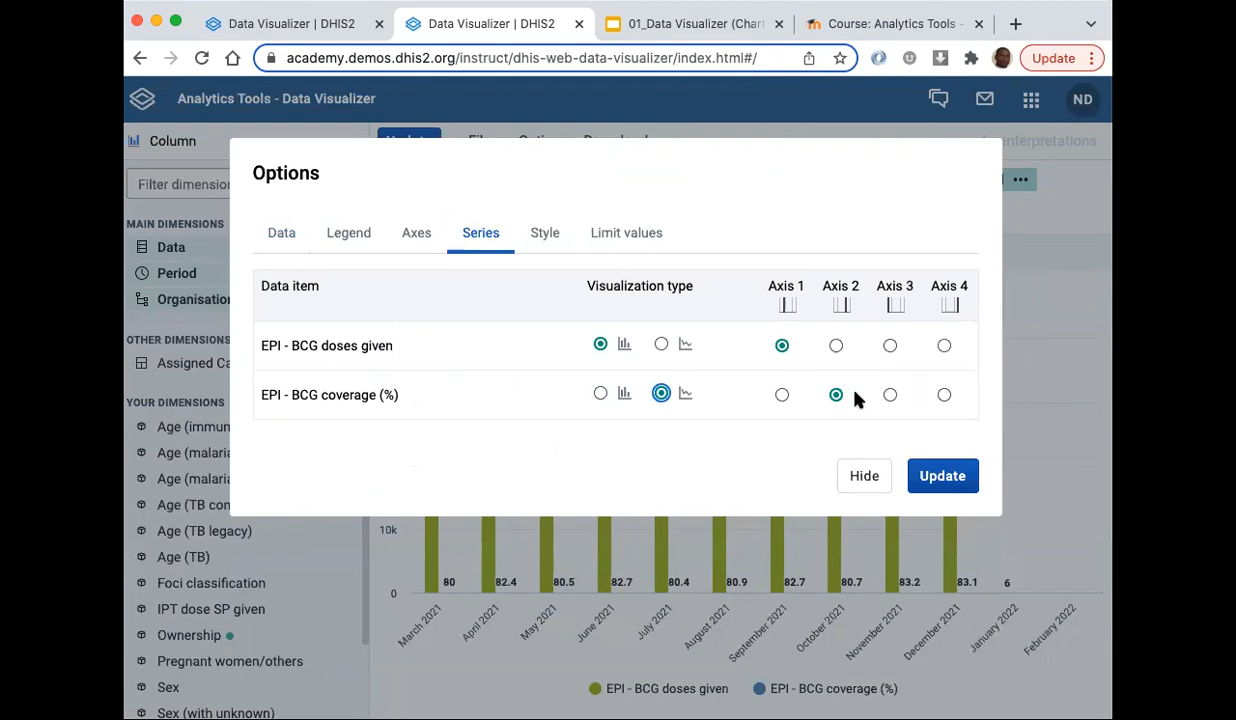 Data Visualizer | DHIS2
Data Visualizer | DHIS2
01_Data Visualizer (Char
Course: Analytics Tools -
academy.demos.dhis2.org/instruct/dhis-web-data-visualizer/index.html#/
Update
Analytics Tools - Data Visualizer
ND
Column
Interpretations
Filter dimension
Options
Data
Legend
Axes
Series
Style
Limit values
MAIN DIMENSIONS
Data
Period
Organisation
Data item
Visualization type
Axis 1
Axis 2
Axis 3
Axis 4
EPI - BCG doses given
EPI - BCG coverage (%)
Hide
Update
OTHER DIMENSIONS
Assigned Ca
YOUR DIMENSIONS
Age (immun
Age (malaria
Age (malaria
Age (TB con
Age (TB legacy)
Age (TB)
Foci classification
IPT dose SP given
Ownership
Pregnant women/others
Sex
Sex (with unknown)
10k
0
80
82.4
80.5
82.7
80.4
80.9
82.7
80.7
83.2
83.1
6
March 2021
April 2021
May 2021
June 2021
July 2021
August 2021
September 2021
October 2021
November 2021
December 2021
January 2022
February 2022
EPI - BCG doses given
EPI - BCG coverage (%)